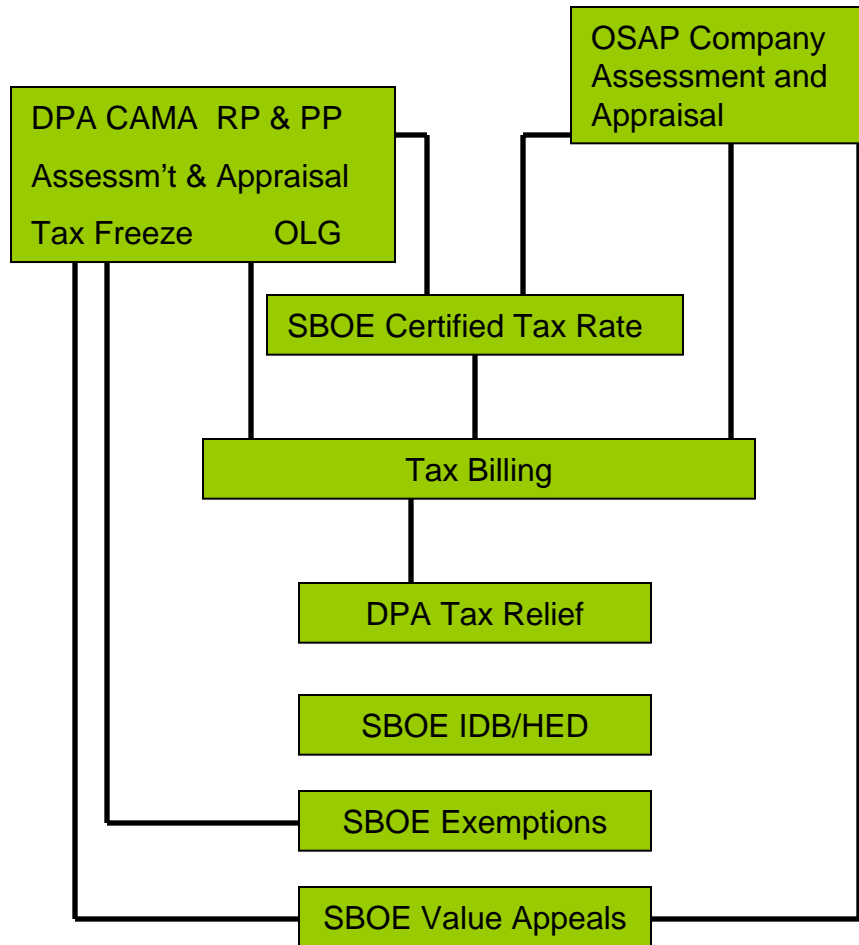 OSAP Company
Assessment and
Appraisal
DPA CAMA RP & PP
Assessm't & Appraisal
Tax Freeze OLG
SBOE Certified Tax Rate
Tax Billing
DPA Tax Relief
SBOE IDB/HED
SBOE Exemptions
SBOE Value Appeals